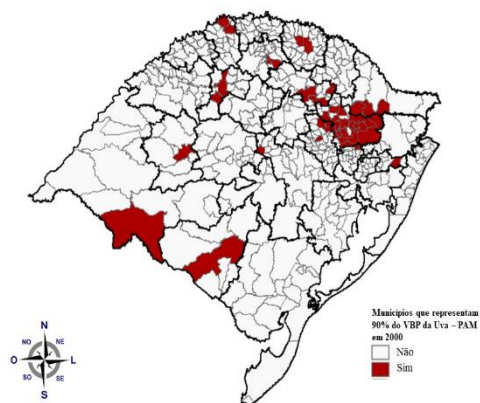 N
NO NE
O L
SO SE
S
Municípios que representam
90% do VBP da Uva – PAM
em 2000
Não
Sim